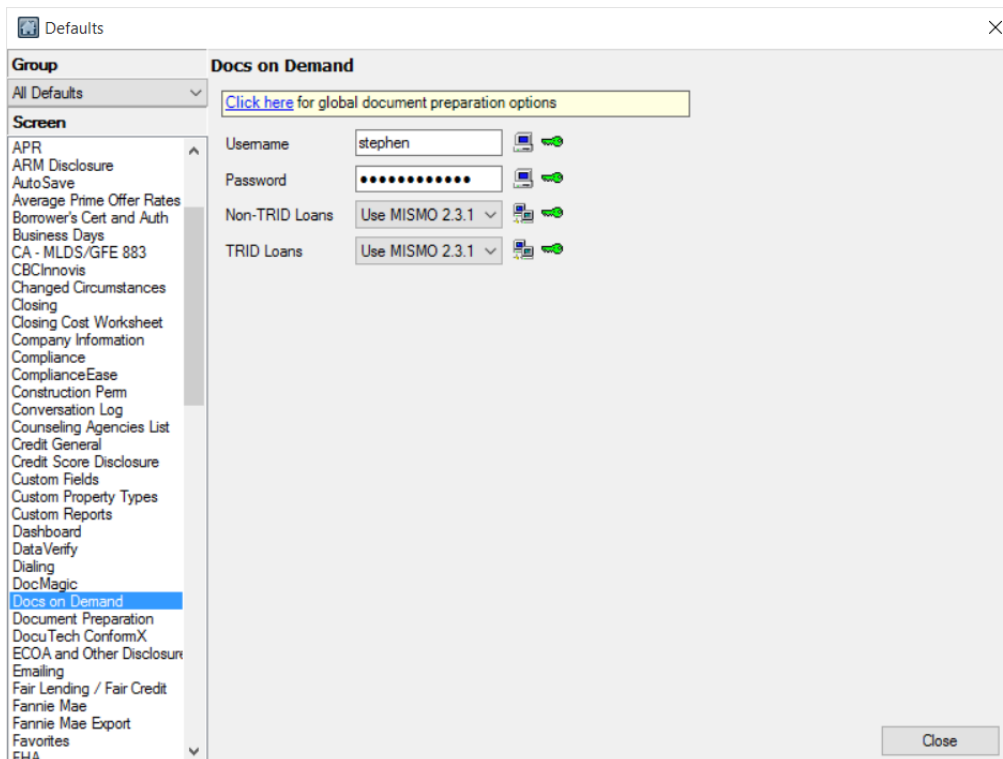 Defaults
Group
All Defaults
Screen
APR
ARM Disclosure
AutoSave
Average Prime Offer Rates
Borrower's Cert and Auth
Business Days
CA - MLDS/GFE 883
CBCInnovis
Changed Circumstances
Closing
Closing Cost Worksheet
Company Information
Compliance
ComplianceEase
Construction Perm
Conversation Log
Counseling Agencies List
Credit General
Credit Score Disclosure
Custom Fields
Custom Property Types
Custom Reports
Dashboard
DataVerify
Dialing
DocMagic
Docs on Demand
Document Preparation
DocuTech ConformX
ECOA and Other Disclosure
Emailing
Fair Lending / Fair Credit
Fannie Mae
Fannie Mae Export
Favorites
FHA
Docs on Demand
Click here for global document preparation options
Username stephen
Password ●●●●●●●●●●●●
Non-TRID Loans Use MISMO 2.3.1
TRID Loans Use MISMO 2.3.1
Close